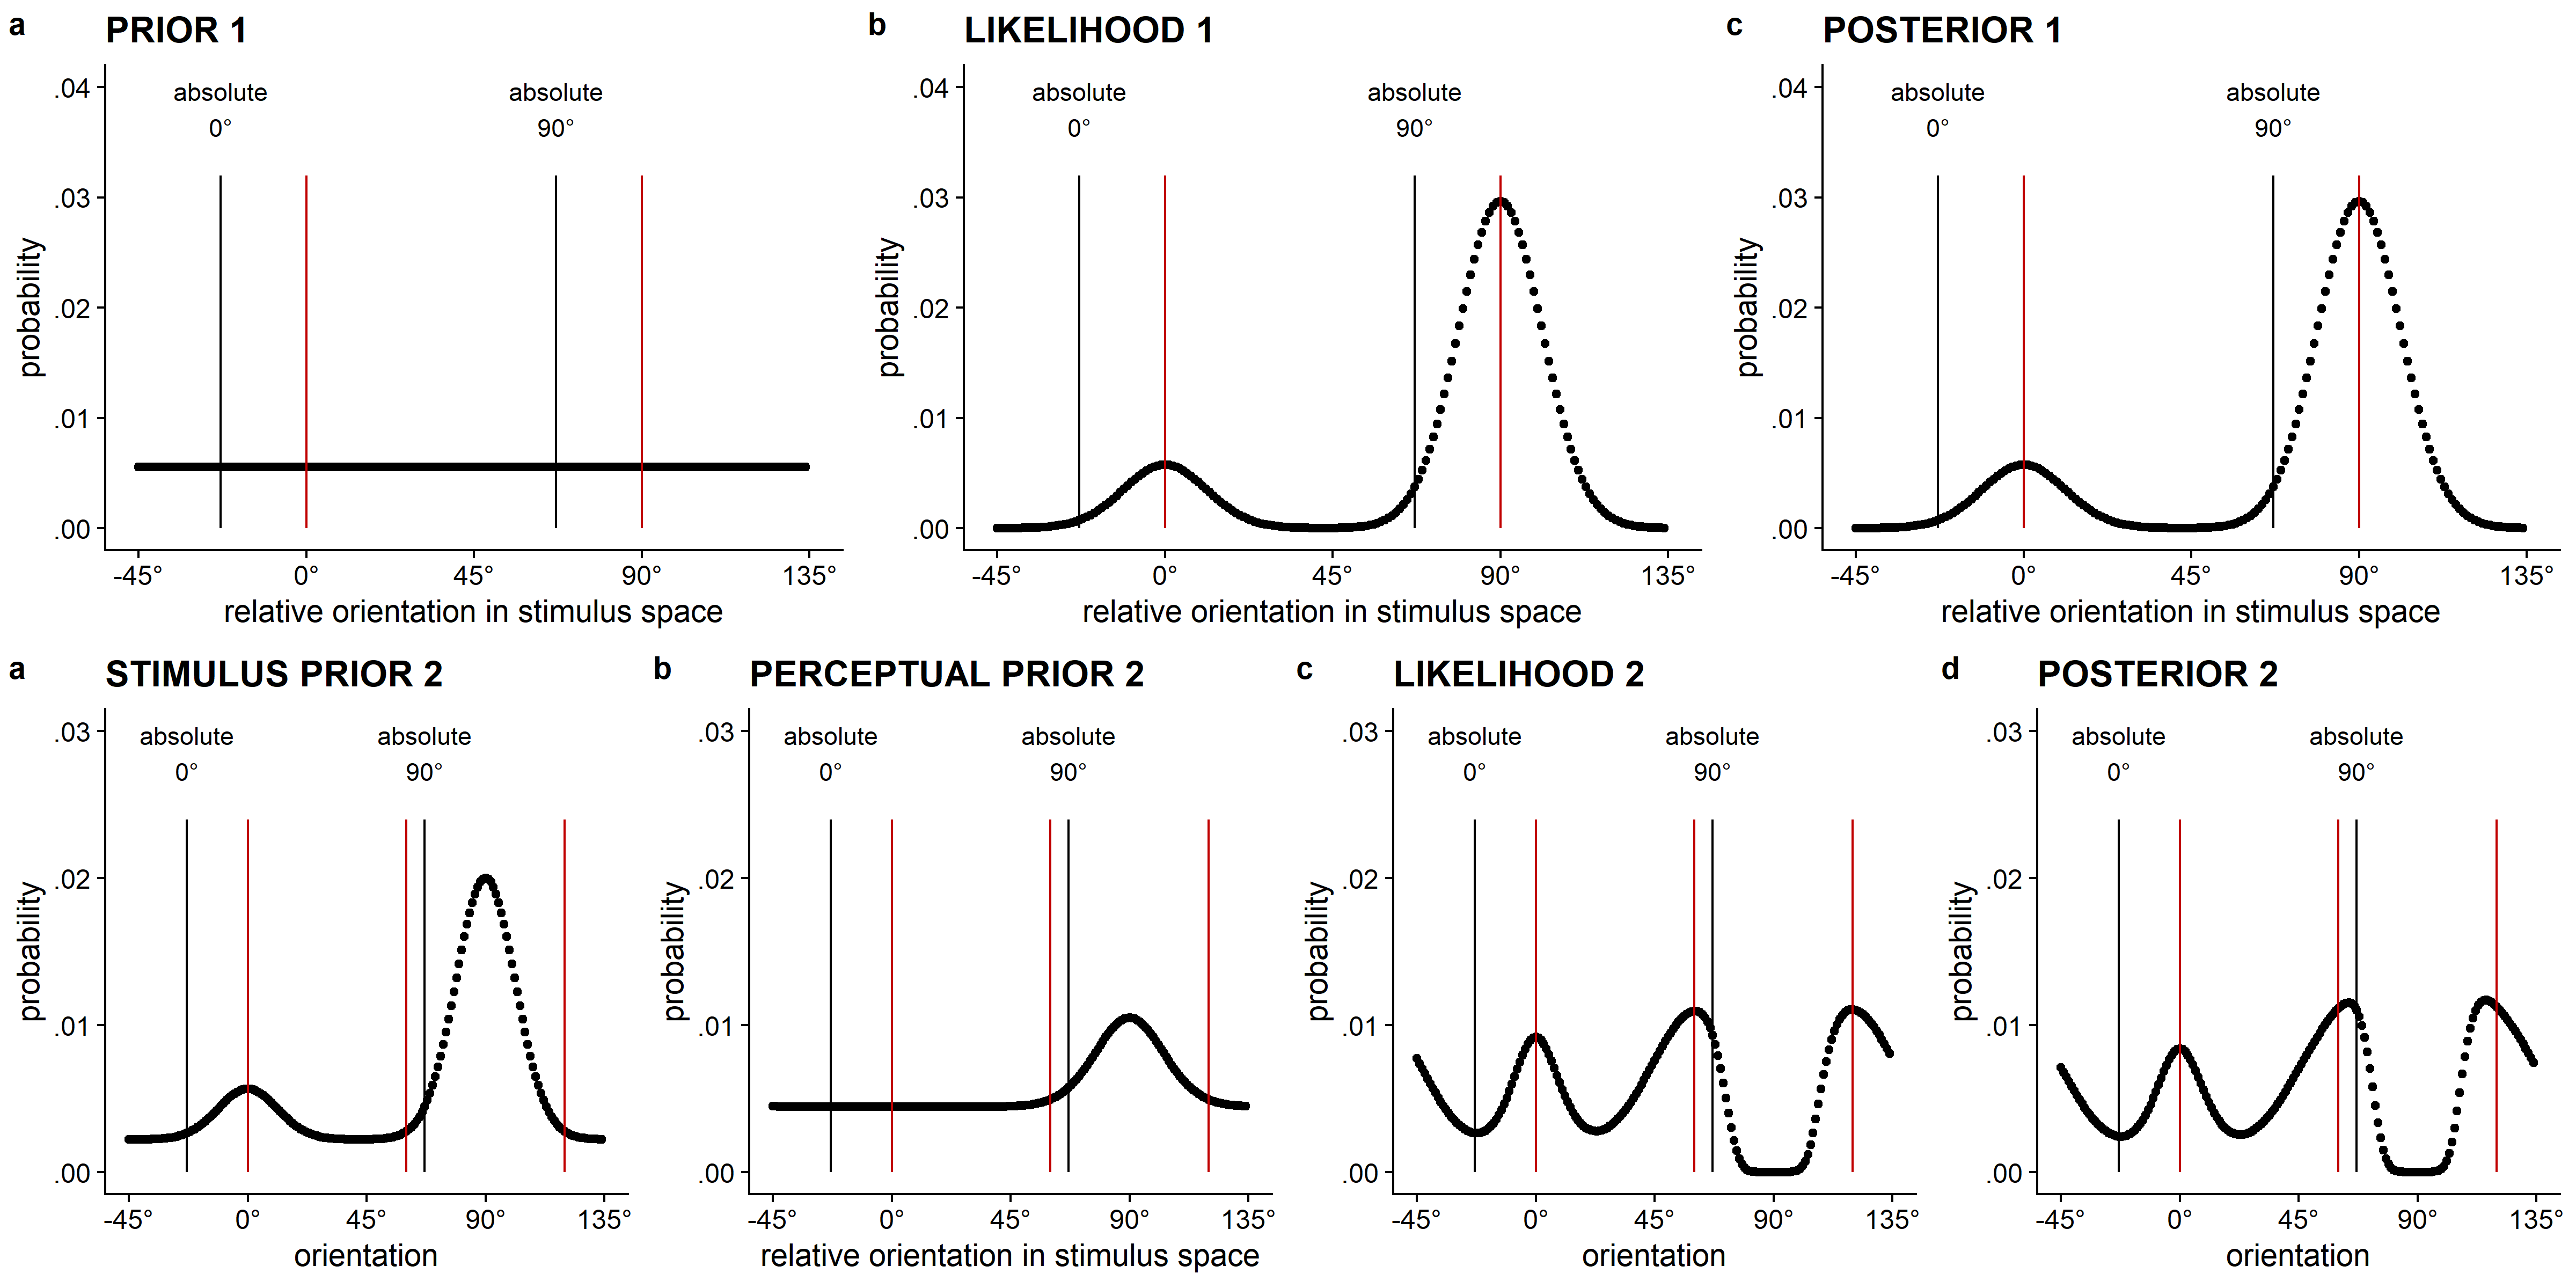 a PRIOR 1
absolute
0°
absolute
90°
.04
.03
.02
.01
.00
probability
-45° 0° 45° 90° 135°
relative orientation in stimulus space
b LIKELIHOOD 1
absolute
0°
absolute
90°
.04
.03
.02
.01
.00
probability
-45° 0° 45° 90° 135°
relative orientation in stimulus space
c POSTERIOR 1
absolute
0°
absolute
90°
.04
.03
.02
.01
.00
probability
-45° 0° 45° 90° 135°
relative orientation in stimulus space
a STIMULUS PRIOR 2
absolute
0°
absolute
90°
.03
.02
.01
.00
probability
-45° 0° 45° 90° 135°
orientation
b PERCEPTUAL PRIOR 2
absolute
0°
absolute
90°
.03
.02
.01
.00
probability
-45° 0° 45° 90° 135°
relative orientation in stimulus space
c LIKELIHOOD 2
absolute
0°
absolute
90°
.03
.02
.01
.00
probability
-45° 0° 45° 90° 135°
orientation
d POSTERIOR 2
absolute
0°
absolute
90°
.03
.02
.01
.00
probability
-45° 0° 45° 90° 135°
orientation